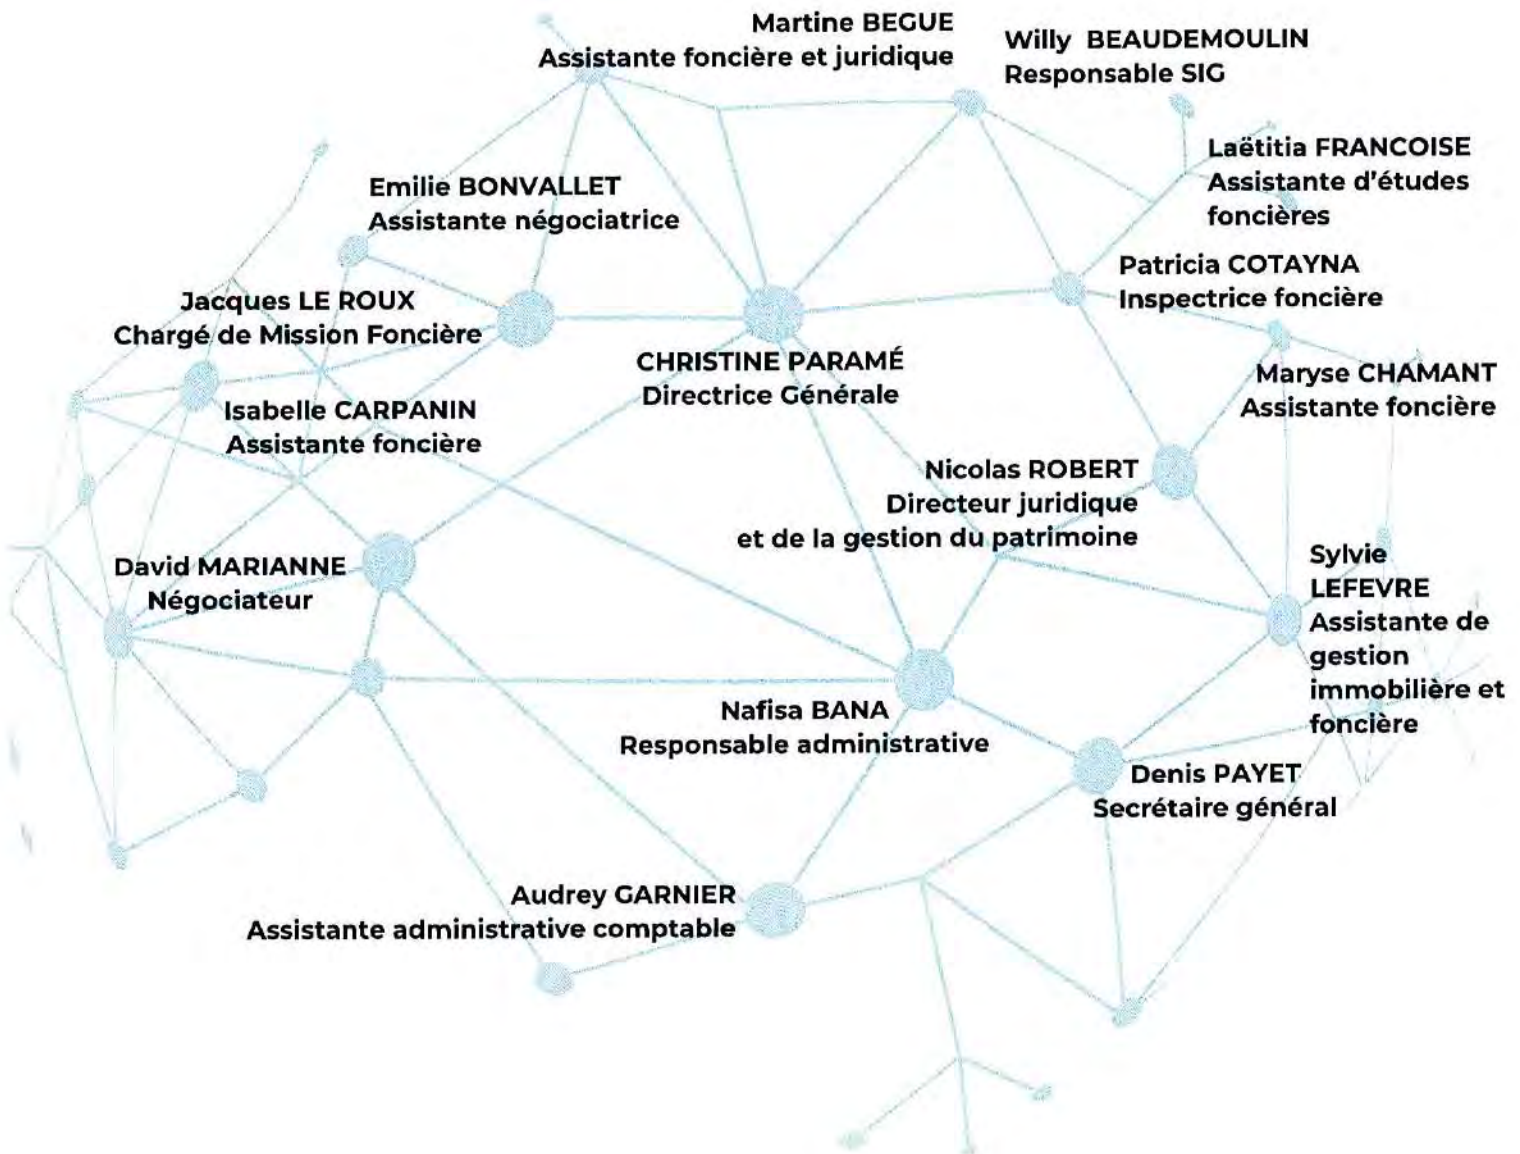 Martine BEGUE
Assistante foncière et juridique
Willy BEAUDEMOULIN
Responsable SIG
Laëtitia FRANCOISE
Assistante d'études
foncières
Emilie BONVALLET
Assistante négociatrice
Patricia COTAYNA
Inspectrice foncière
Jacques LE ROUX
Chargé de Mission Foncière
CHRISTINE PARAMÉ
Directrice Générale
Maryse CHAMANT
Assistante foncière
Isabelle CARPANIN
Assistante foncière
Nicolas ROBERT
Directeur juridique
et de la gestion du patrimoine
David MARIANNE
Négociateur
Sylvie
LEFEVRE
Assistante de
gestion
immobilière et
foncière
Nafisa BANA
Responsable administrative
Denis PAYET
Secrétaire général
Audrey GARNIER
Assistante administrative comptable